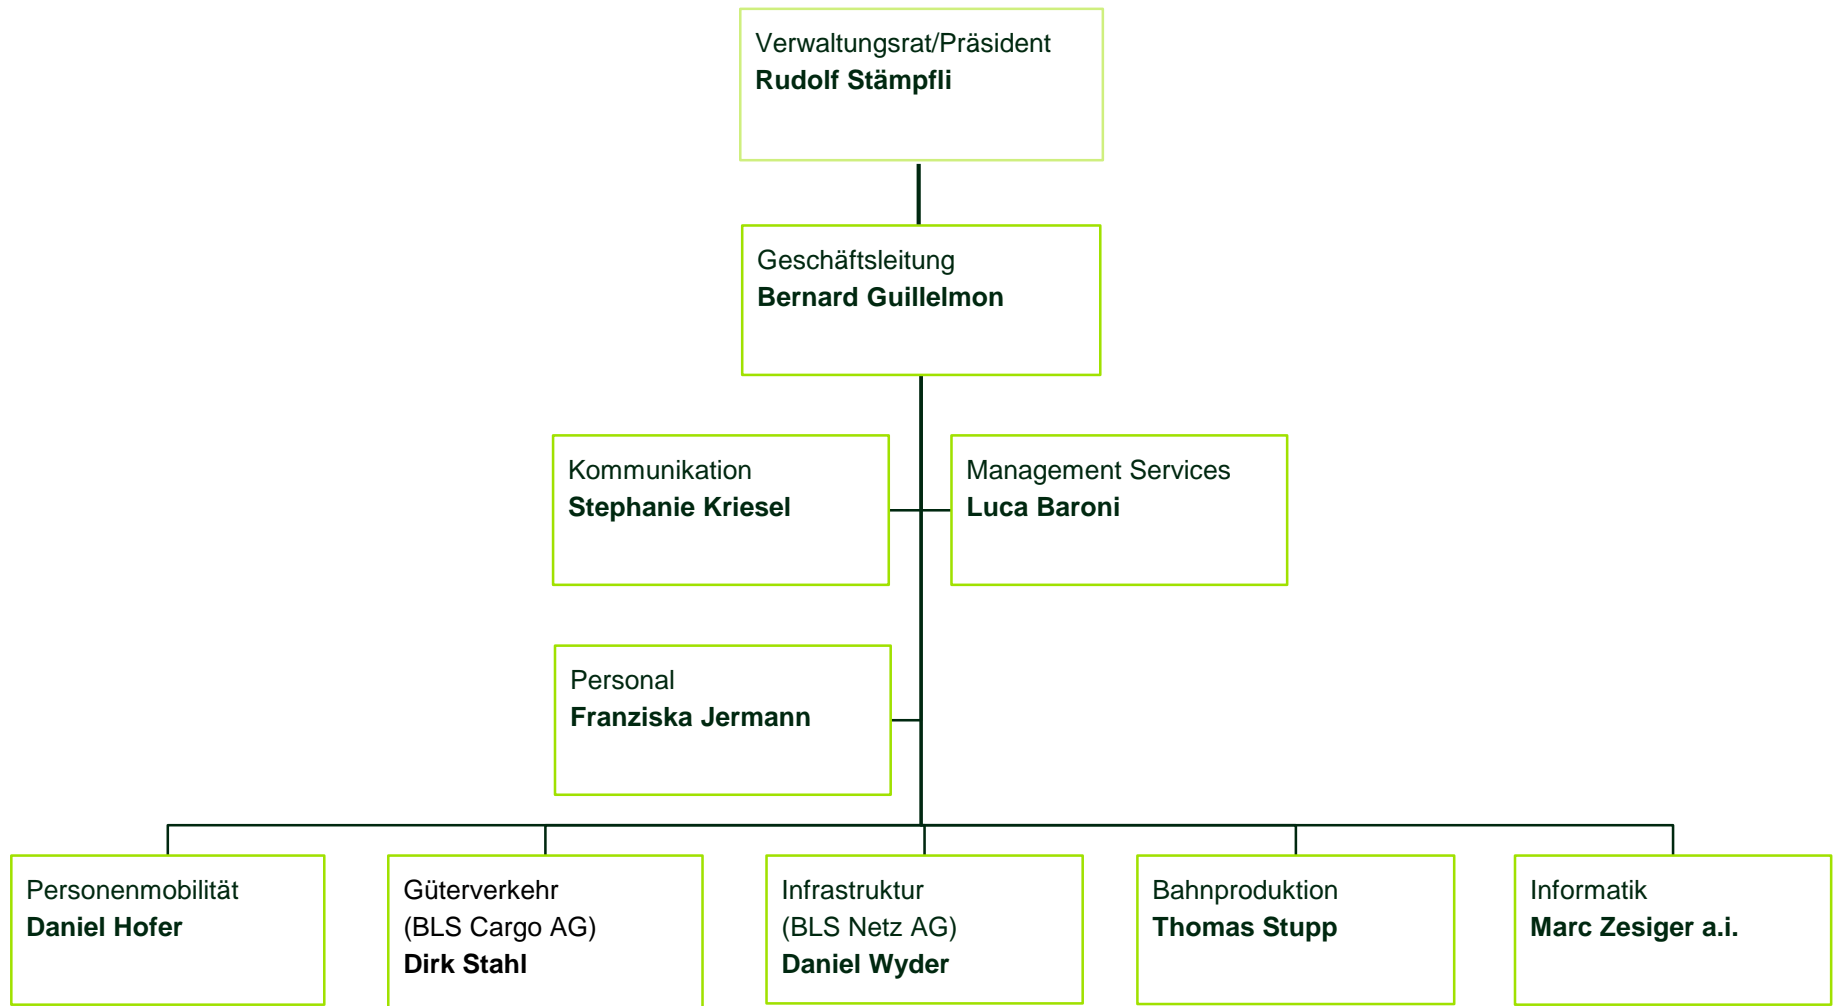 Verwaltungsrat/Präsident
Rudolf Stämpfli
Geschäftsleitung
Bernard Guillelmon
Kommunikation
Stephanie Kriesel
Management Services
Luca Baroni
Personal
Franziska Jermann
Personenmobilität
Daniel Hofer
Güterverkehr
(BLS Cargo AG)
Dirk Stahl
Infrastruktur
(BLS Netz AG)
Daniel Wyder
Bahnproduktion
Thomas Stupp
Informatik
Marc Zesiger a.i.